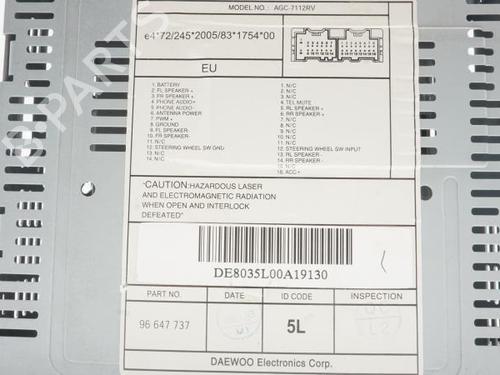 MODEL NO. : AGC-7112RV
e4*72/245*2005/83*1754*00
EU
1. BATTERY
2. FL SPEAKER +
3. FR SPEAKER +
4. PHONE AUDIO+
5. PHONE AUDIO-
6. ANTENNA POWER
7. PWM +
8. GROUND
9. FL SPEAKER-
10. FR SPEAKER-
11. N/C
12. STEERING WHEEL SW GND
13. N/C
14. N/C
1. N/C
2. N/C
3. N/C
4. TEL MUTE
5. RL SPEAKER +
6. RR SPEAKER +
7. N/C
8. N/C
9. N/C
10. N/C
11. N/C
12. STEERING WHEEL SW INPUT
13. RL SPEAKER-
14. RR SPEAKER-
15. N/C
16. ACC+
"CAUTION:HAZARDOUS LASER
AND ELECTROMAGNETIC RADIATION
WHEN OPEN AND INTERLOCK
DEFEATED"
DE8035L00A19130
PART NO DATE ID CODE INSPECTION
96 647 737 5L
DAEWOO Electronics Corp.
B-PARTS